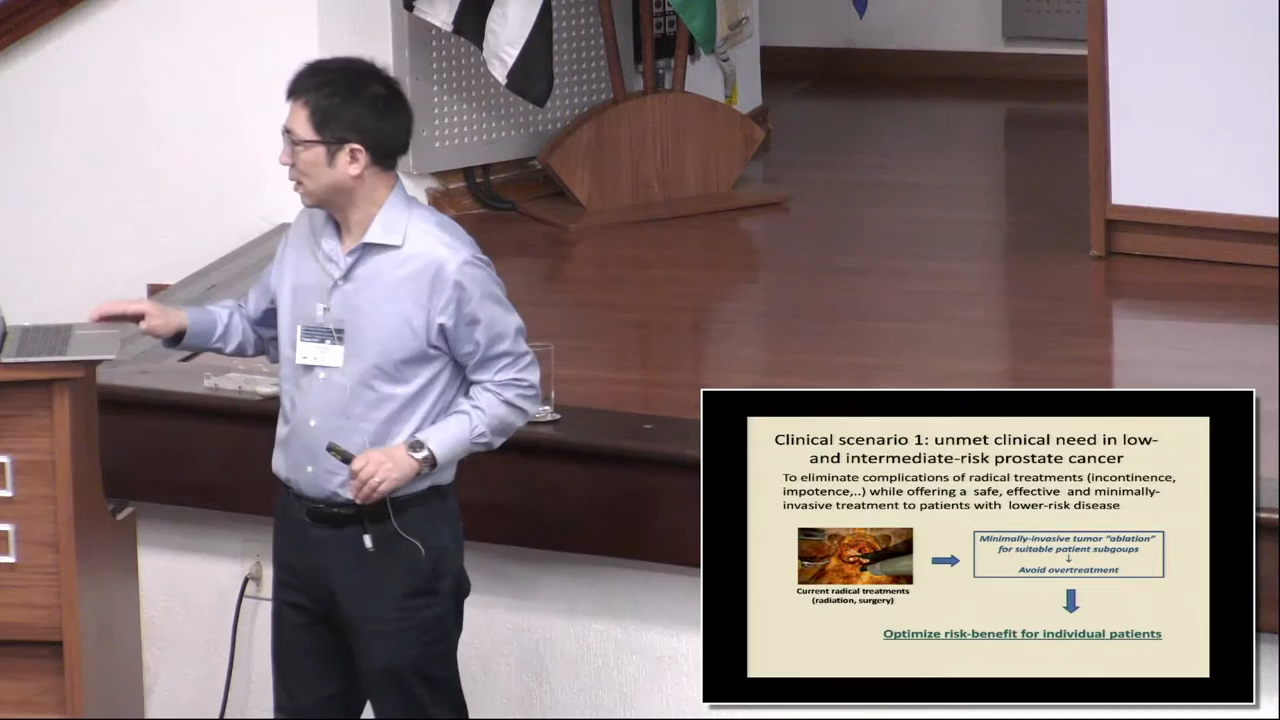 Clinical scenario 1: unmet clinical need in low-
and intermediate-risk prostate cancer
To eliminate complications of radical treatments (incontinence,
impotence,..) while offering a safe, effective and minimally-
invasive treatment to patients with lower-risk disease
Minimally-invasive tumor “ablation”
for suitable patient subgoups
↓
Avoid overtreatment
Current radical treatments
(radiation, surgery)
Optimize risk-benefit for individual patients